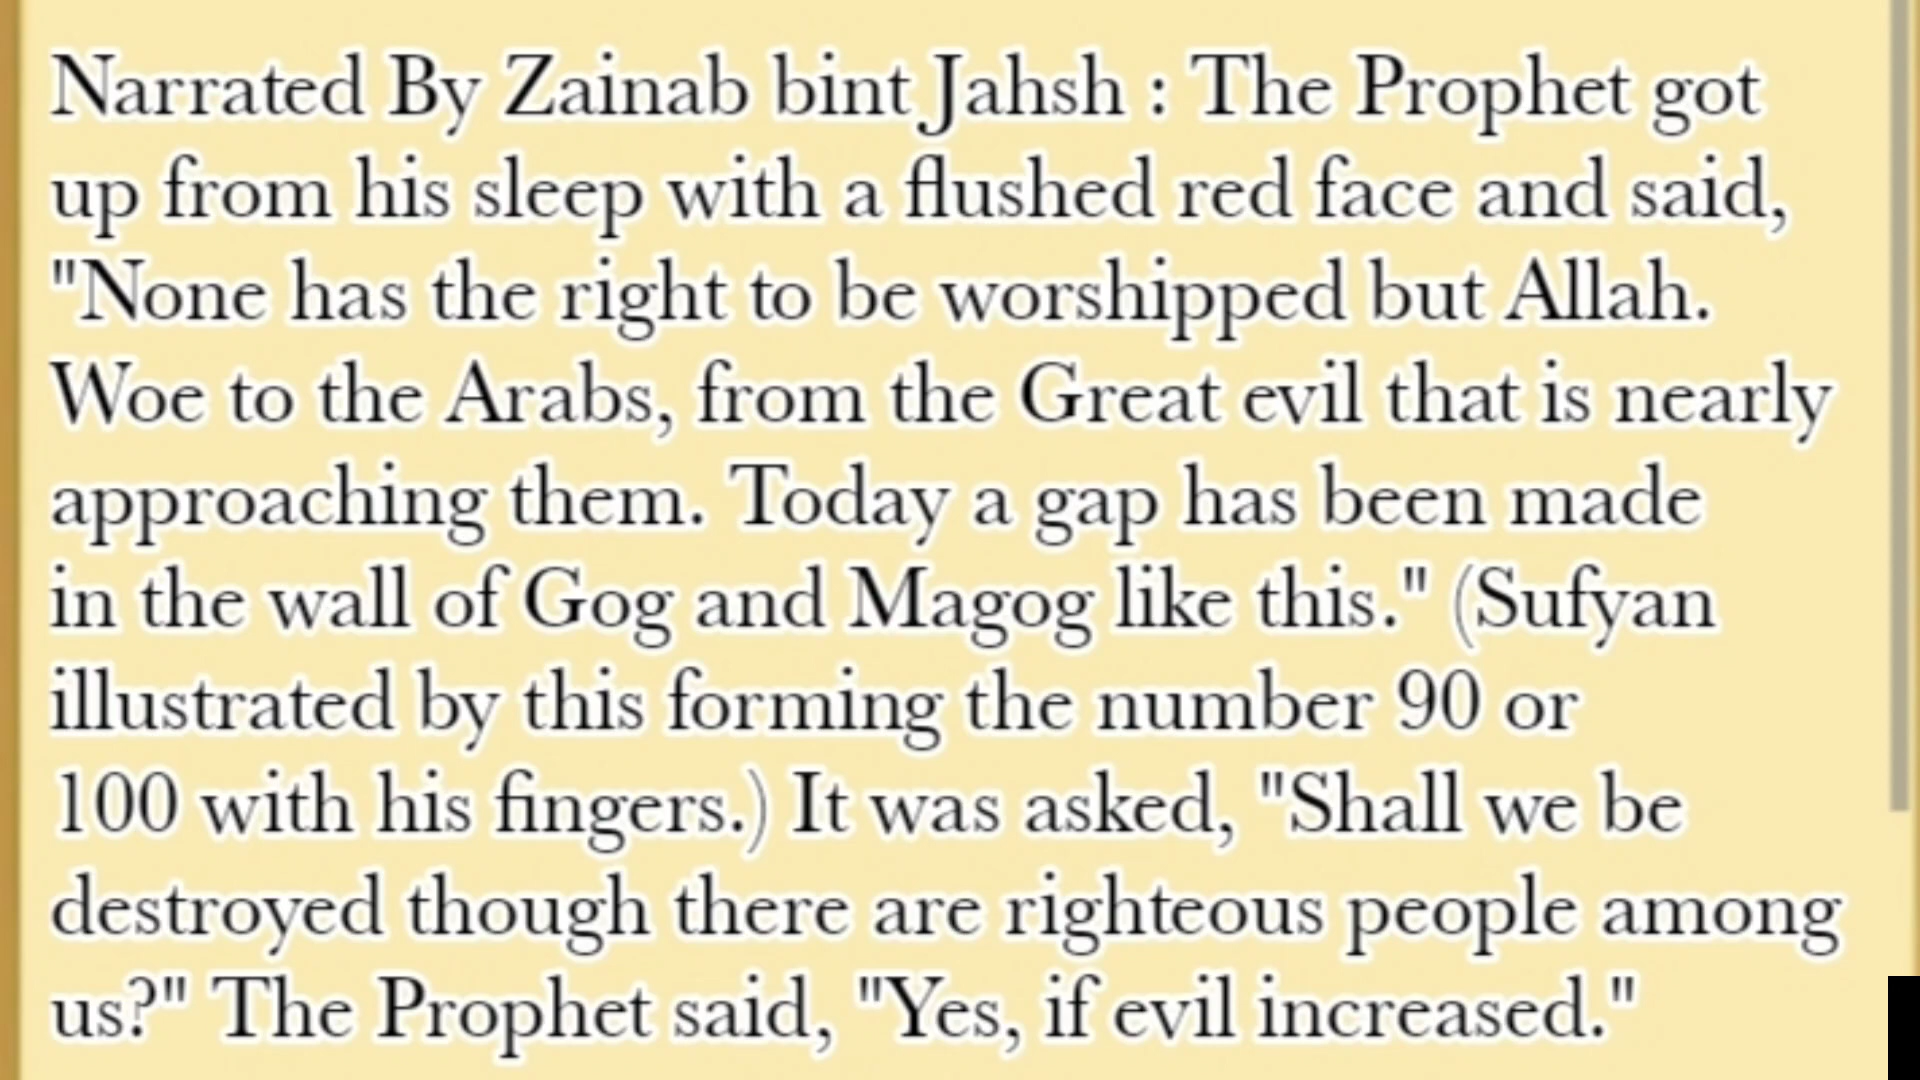 Narrated By Zainab bint Jahsh : The Prophet got
up from his sleep with a flushed red face and said,
"None has the right to be worshipped but Allah.
Woe to the Arabs, from the Great evil that is nearly
approaching them. Today a gap has been made
in the wall of Gog and Magog like this." (Sufyan
illustrated by this forming the number 90 or
100 with his fingers.) It was asked, "Shall we be
destroyed though there are righteous people among
us?" The Prophet said, "Yes, if evil increased."